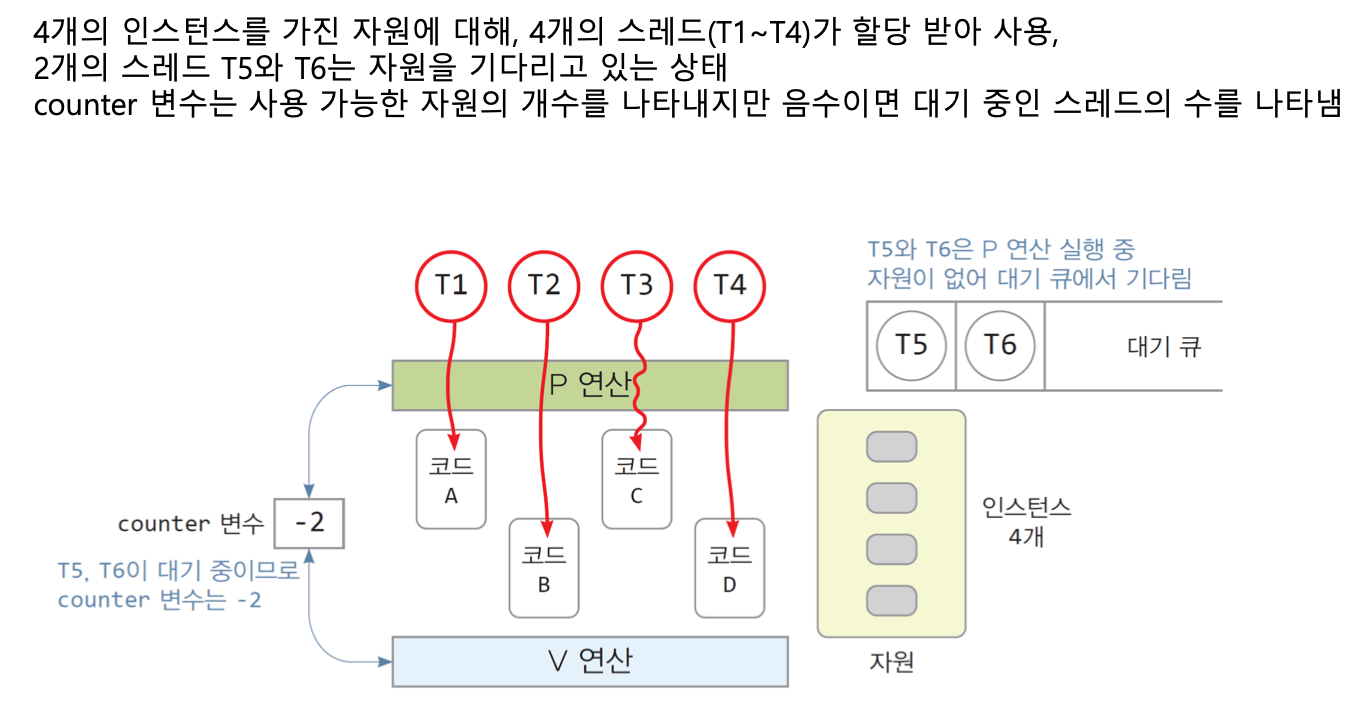 4개의 인스턴스를 가진 자원에 대해, 4개의 스레드(T1~T4)가 할당 받아 사용,
2개의 스레드 T5와 T6는 자원을 기다리고 있는 상태
counter 변수는 사용 가능한 자원의 개수를 나타내지만 음수이면 대기 중인 스레드의 수를 나타냄
T5와 T6은 P 연산 실행 중
자원이 없어 대기 큐에서 기다림
T1 T2 T3 T4
T5 T6 대기 큐
P 연산
코드
A
코드
C
코드
B
코드
D
인스턴스
4개
counter 변수 -2
T5, T6이 대기 중이므로
counter 변수는 -2
V 연산
자원